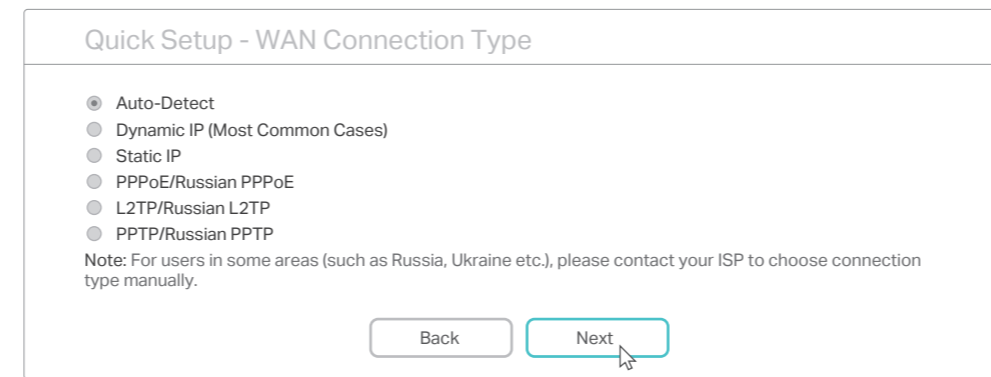 Quick Setup - WAN Connection Type
Auto-Detect
Dynamic IP (Most Common Cases)
Static IP
PPPoE/Russian PPPoE
L2TP/Russian L2TP
PPTP/Russian PPTP
Note: For users in some areas (such as Russia, Ukraine etc.), please contact your ISP to choose connection
type manually.
Back
Next